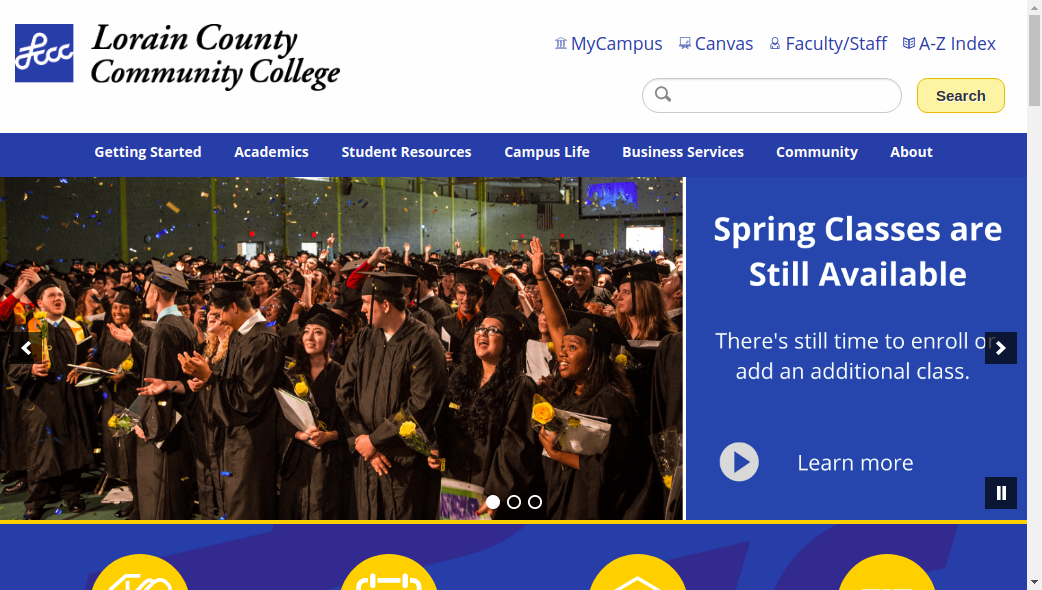 lccc
Lorain County
Community College
MyCampus
Canvas
Faculty/Staff
A-Z Index
Search
Getting Started
Academics
Student Resources
Campus Life
Business Services
Community
About
Spring Classes are
Still Available
There's still time to enroll or
add an additional class.
Learn more